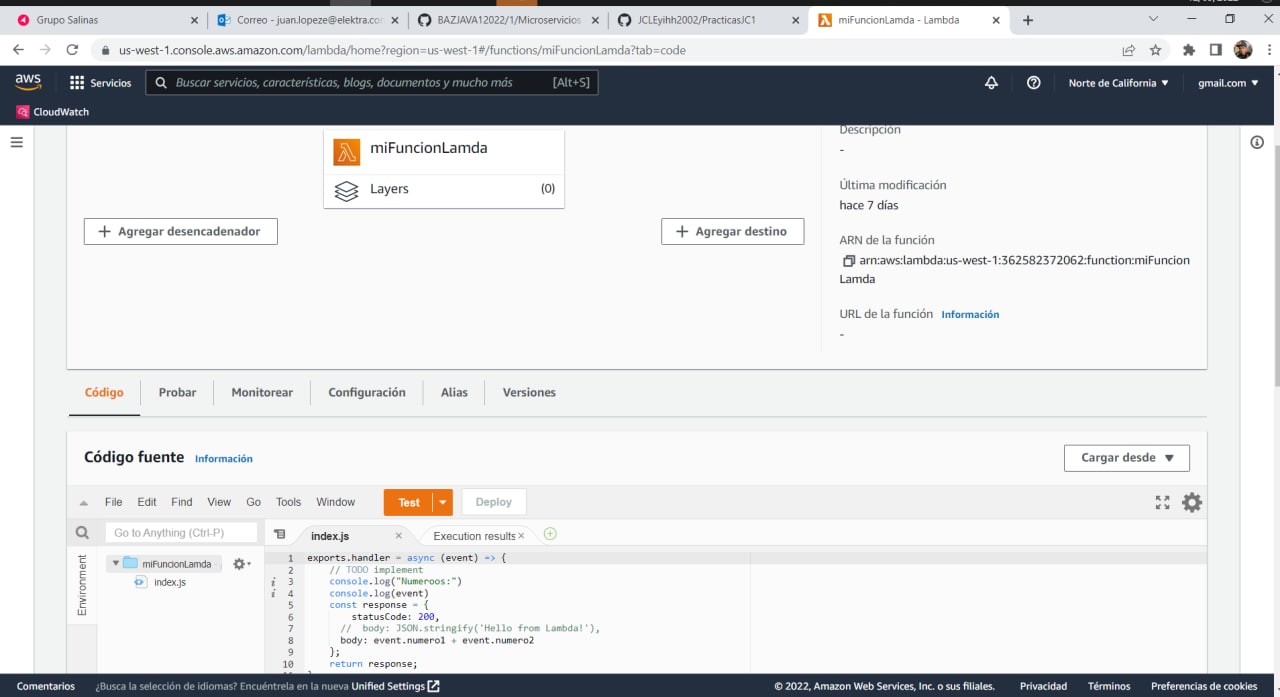 Grupo Salinas
Correo - juan.lopeze@elektra.co
BAZJAVA12022/1/Microservicios
JCLEyihh2002/PracticasJC1
miFuncionLamda - Lambda
us-west-1.console.aws.amazon.com/lambda/home?region=us-west-1#/functions/miFuncionLamda?tab=code
aws
Servicios
Buscar servicios, características, blogs, documentos y mucho más [Alt+S]
Norte de California ▼
gmail.com ▼
CloudWatch
miFuncionLamda
Layers (0)
+ Agregar desencadenador
+ Agregar destino
Descripción
-
Última modificación
hace 7 días
ARN de la función
arn:aws:lambda:us-west-1:362582372062:function:miFuncion
Lamda
URL de la función Información
-
Código
Probar
Monitorear
Configuración
Alias
Versiones
Código fuente Información
Cargar desde ▼
File Edit Find View Go Tools Window
Test
Deploy
Go to Anything (Ctrl-P)
index.js
Execution results
Environment
miFuncionLamda
index.js
1 exports.handler = async (event) => {
2 // TODO implement
3 console.log("Numeroos:")
4 console.log(event)
5 const response = {
6 statusCode: 200,
7 // body: JSON.stringify('Hello from Lambda!'),
8 body: event.numero1 + event.numero2
9 };
10 return response;
Comentarios
¿Busca la selección de idiomas? Encuéntrela en la nueva Unified Settings
© 2022, Amazon Web Services, Inc. o sus filiales.
Privacidad
Términos
Preferencias de cookies